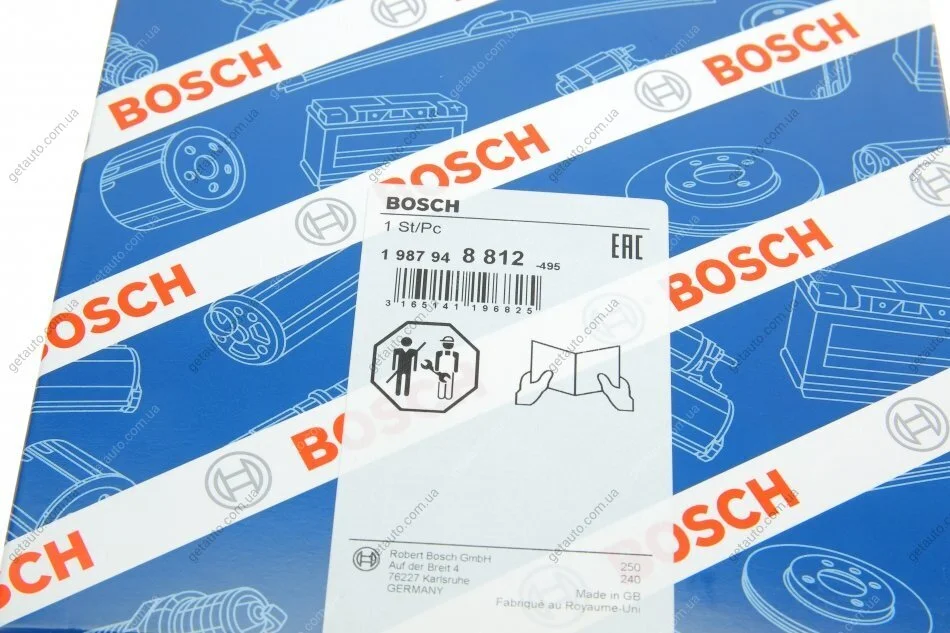 BOSCH
BOSCH
BOSCH
BOSCH
BOSCH
1 St/Pc
EAC
1 987 94 8 812 -495
3 165141 196825
BOSCH
BOSCH
BOSCH
BOSCH
SCH
Robert Bosch GmbH
Auf der Breit 4
76227 Karlsruhe
GERMANY
250
240
Made in GB
Fabriqué au Royaume-Uni
getauto.com.ua